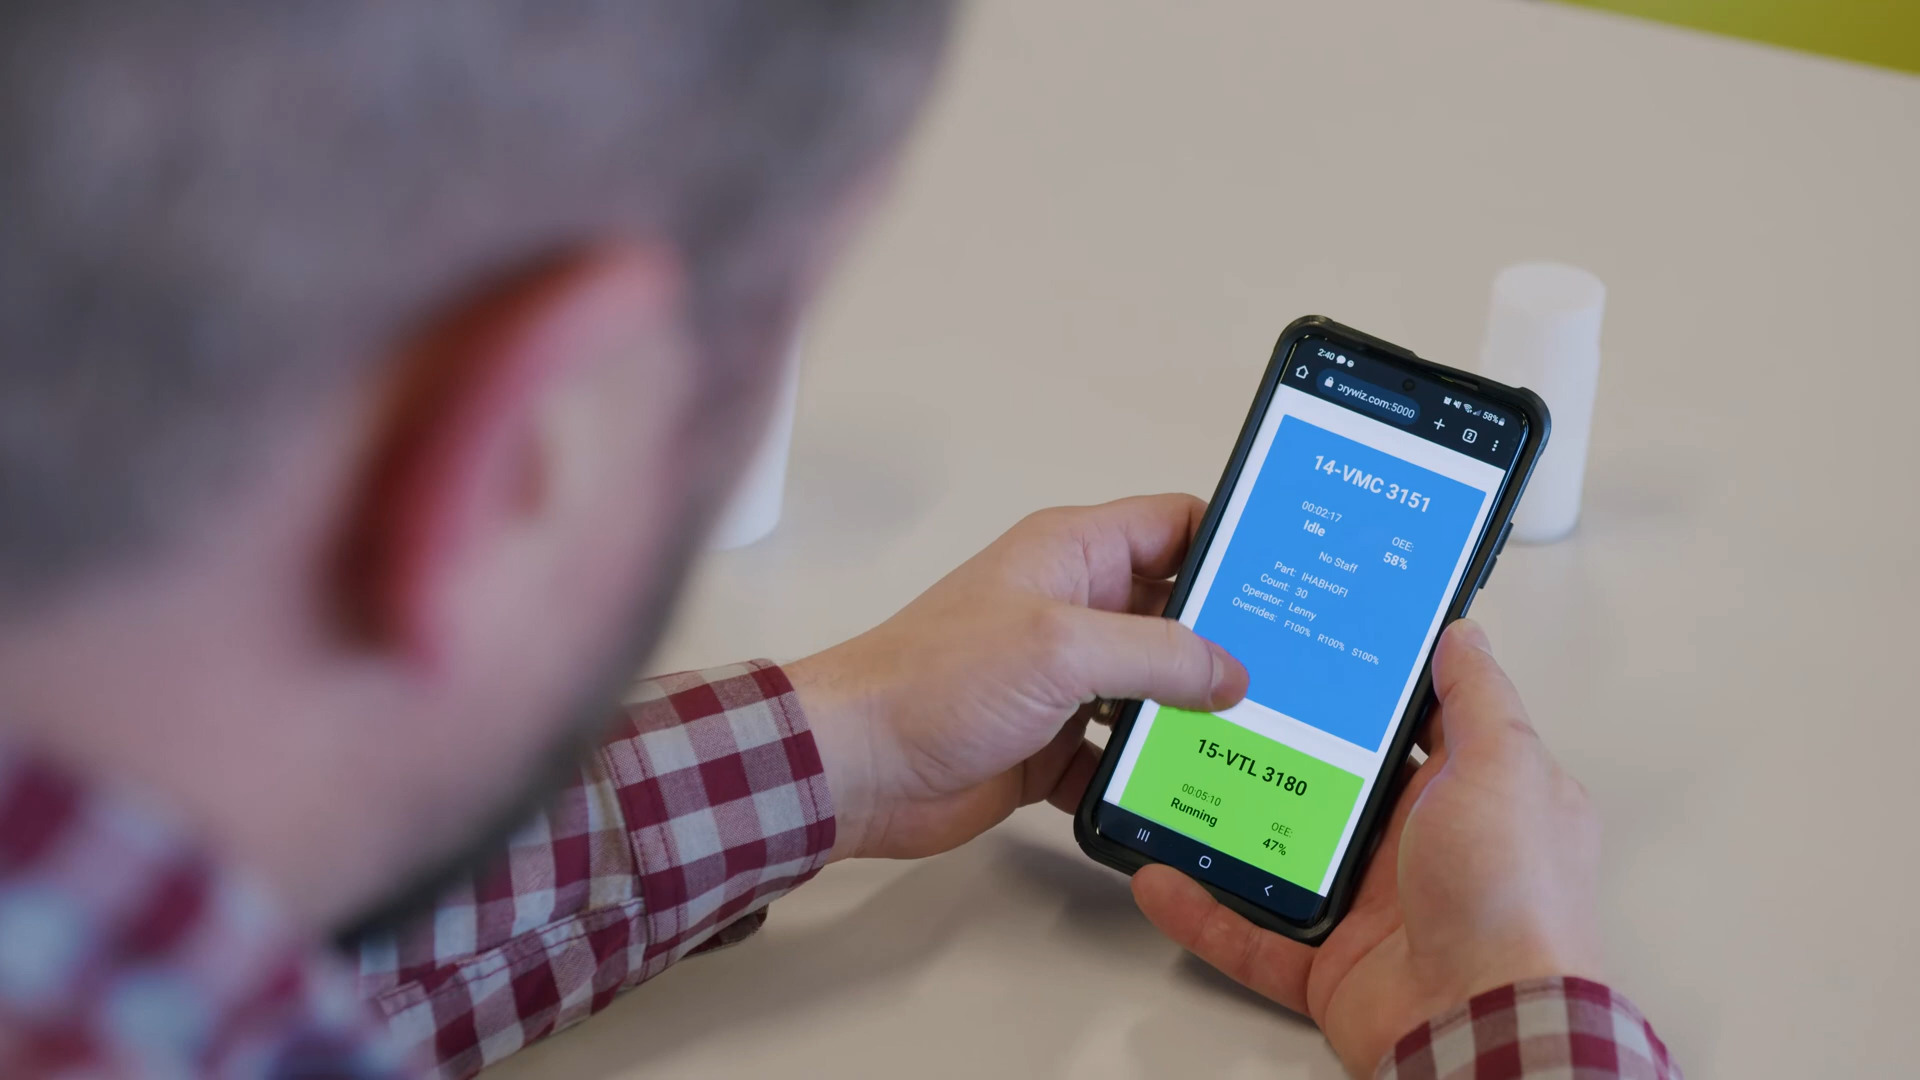 2:40
58%
orywiz.com:5000
2
14-VMC 3151
00:02:17
Idle
OEE:
58%
No Staff
Part: IHABHOFI
Count: 30
Operator: Lenny
Overrides: F100% R100% S100%
15-VTL 3180
00:05:10
Running
OEE:
47%